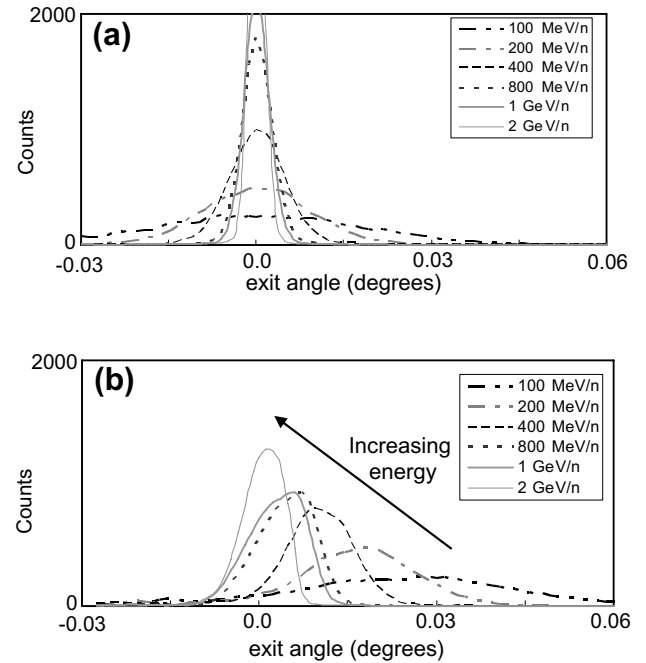 2000
(a)
100 MeV/n
200 MeV/n
400 MeV/n
800 MeV/n
1 GeV/n
2 GeV/n
Counts
0
-0.03
0.0
0.03
0.06
exit angle (degrees)
2000
(b)
100 MeV/n
200 MeV/n
400 MeV/n
800 MeV/n
1 GeV/n
2 GeV/n
Increasing
energy
Counts
0
-0.03
0.0
0.03
0.06
exit angle (degrees)